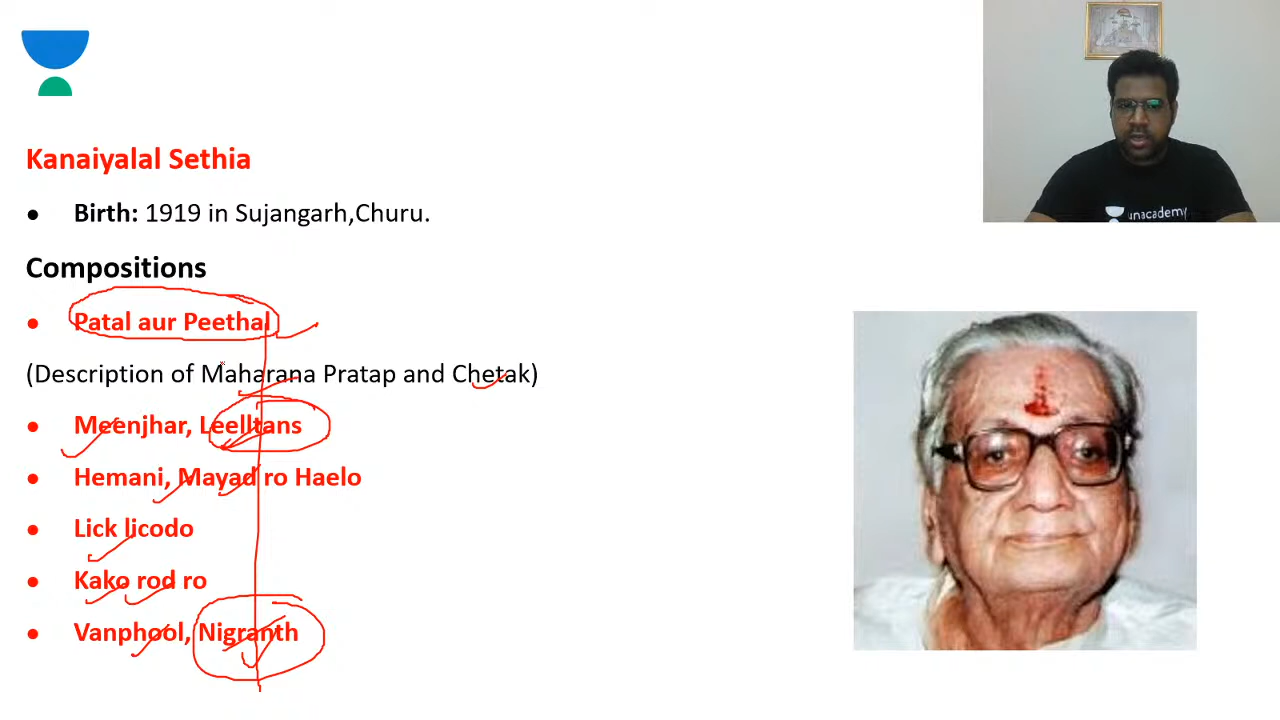 Kanaiyalal Sethia
● Birth: 1919 in Sujangarh,Churu.
Compositions
● Patal aur Peethal
(Description of Maharana Pratap and Chetak)
● Meenjhar, Leelltans
● Hemani, Mayad ro Haelo
● Lick licodo
● Kako rod ro
● Vanphool, Nigranth
unacademy